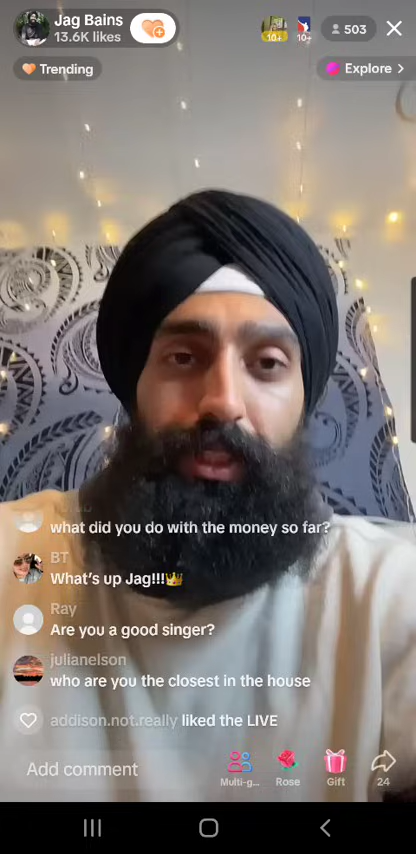 Jag Bains
13.6K likes
10+
10+
503
Trending
Explore >
what did you do with the money so far?
BT
What's up Jag!!!👑
Ray
Are you a good singer?
julianelson
who are you the closest in the house
addison.not.really liked the LIVE
Add comment
Multi-g...
Rose
Gift
24